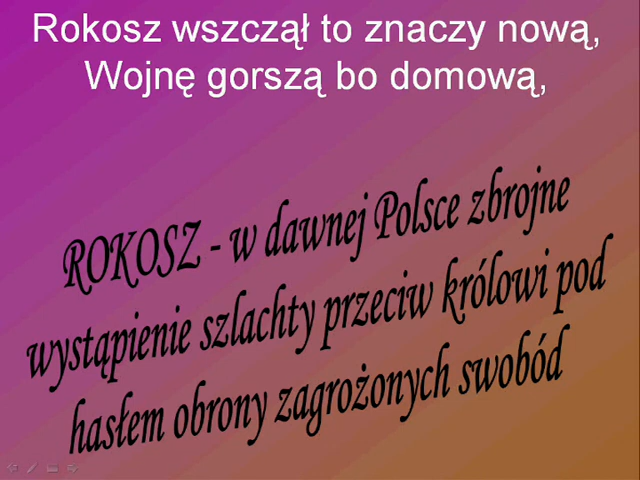 Rokosz wszczął to znaczy nową,
Wojnę gorszą bo domową,
ROKOSZ - w dawnej Polsce zbrojne
wystąpienie szlachty przeciw królowi pod
hasłem obrony zagrożonych swobód